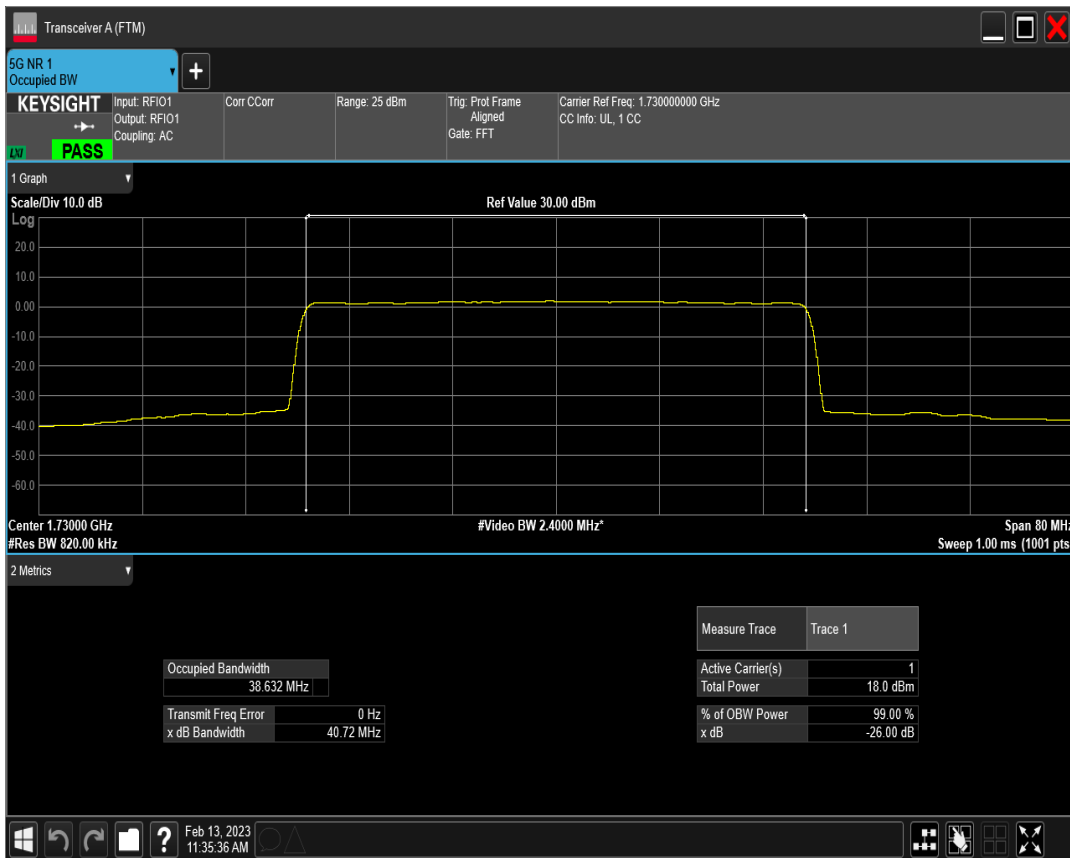 Transceiver A (FTM)
5G NR 1
Occupied BW
+
KEYSIGHT
LXI
PASS
Input: RFIO1
Output: RFIO1
Coupling: AC
Corr CCorr
Range: 25 dBm
Trig: Prot Frame
Aligned
Gate: FFT
Carrier Ref Freq: 1.730000000 GHz
CC Info: UL, 1 CC
1 Graph
Scale/Div 10.0 dB
Ref Value 30.00 dBm
Log
20.0
10.0
0.00
-10.0
-20.0
-30.0
-40.0
-50.0
-60.0
Center 1.73000 GHz
#Video BW 2.4000 MHz*
Span 80 MHz
#Res BW 820.00 kHz
Sweep 1.00 ms (1001 pts
2 Metrics
Measure Trace Trace 1
Occupied Bandwidth
38.632 MHz
Active Carrier(s) 1
Total Power 18.0 dBm
Transmit Freq Error 0 Hz
x dB Bandwidth 40.72 MHz
% of OBW Power 99.00 %
x dB -26.00 dB
?
Feb 13, 2023
11:35:36 AM